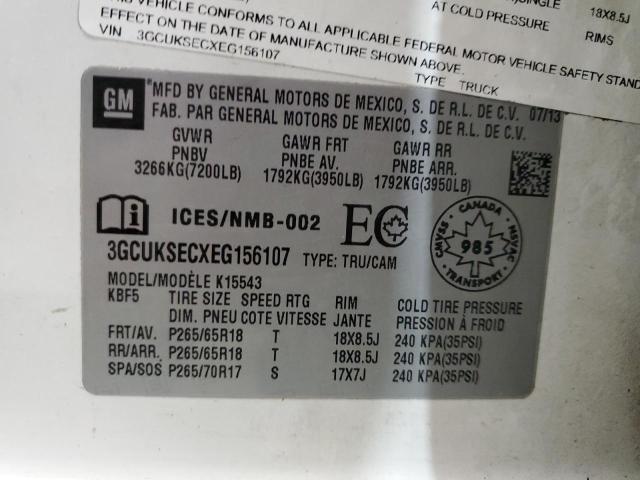 SINGLE 18X8.5J
THIS VEHICLE CONFORMS TO ALL APPLICABLE FEDERAL MOTOR VEHICLE SAFETY STAND
AT COLD PRESSURE RIMS
EFFECT ON THE DATE OF MANUFACTURE SHOWN ABOVE.
VIN 3GCUKSECXEG156107 TYPE TRUCK
GM
*MFD BY GENERAL MOTORS DE MEXICO, S. DE R.L. DE C.V. 07/13
FAB. PAR GENERAL MOTORS DE MEXICO, S. DE R.L. DE C.V.
GVWR GAWR FRT GAWR RR
PNBV PNBE AV. PNBE ARR.
3266KG(7200LB) 1792KG(3950LB) 1792KG(3950LB)
i ICES/NMB-002 EC
CANADA
CMVSS 985 NSVAC
TRANSPORT
3GCUKSECXEG156107 TYPE: TRU/CAM
MODEL/MODÈLE K15543
KBF5 TIRE SIZE SPEED RTG RIM COLD TIRE PRESSURE
DIM. PNEU COTE VITESSE JANTE PRESSION À FROID
FRT/AV. P265/65R18 T 18X8.5J 240 KPA(35PSI)
RR/ARR. P265/65R18 T 18X8.5J 240 KPA(35PSI)
SPA/SOS P265/70R17 S 17X7J 240 KPA(35PSI)